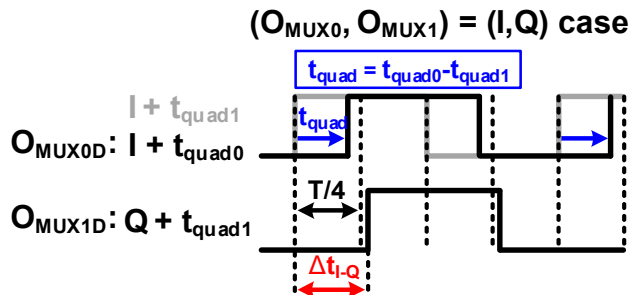 (O_MUX0, O_MUX1) = (I,Q) case
t_quad = t_quad0-t_quad1
I + t_quad1
t_quad
O_MUX0D: I + t_quad0
T/4
O_MUX1D: Q + t_quad1
Δt_I-Q